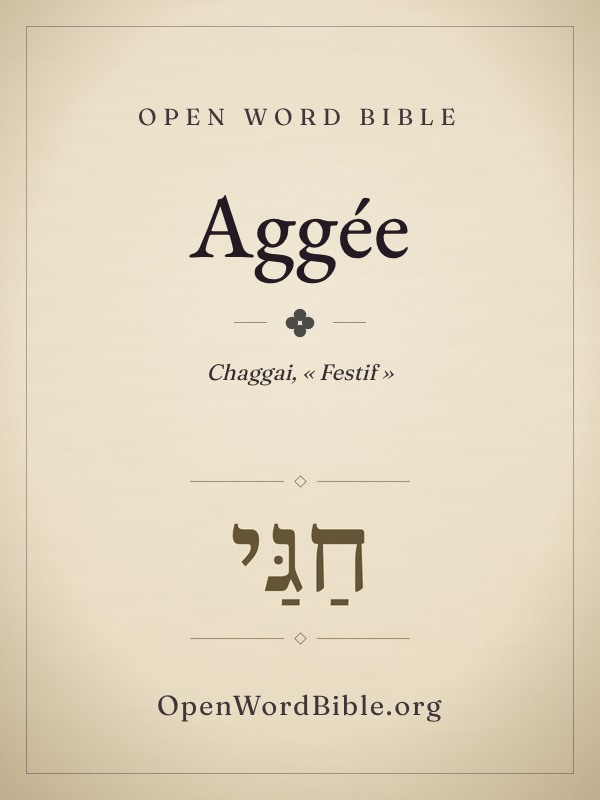 OPEN WORD BIBLE
Aggée
Chaggai, « Festif »
חַגַּי
OpenWordBible.org